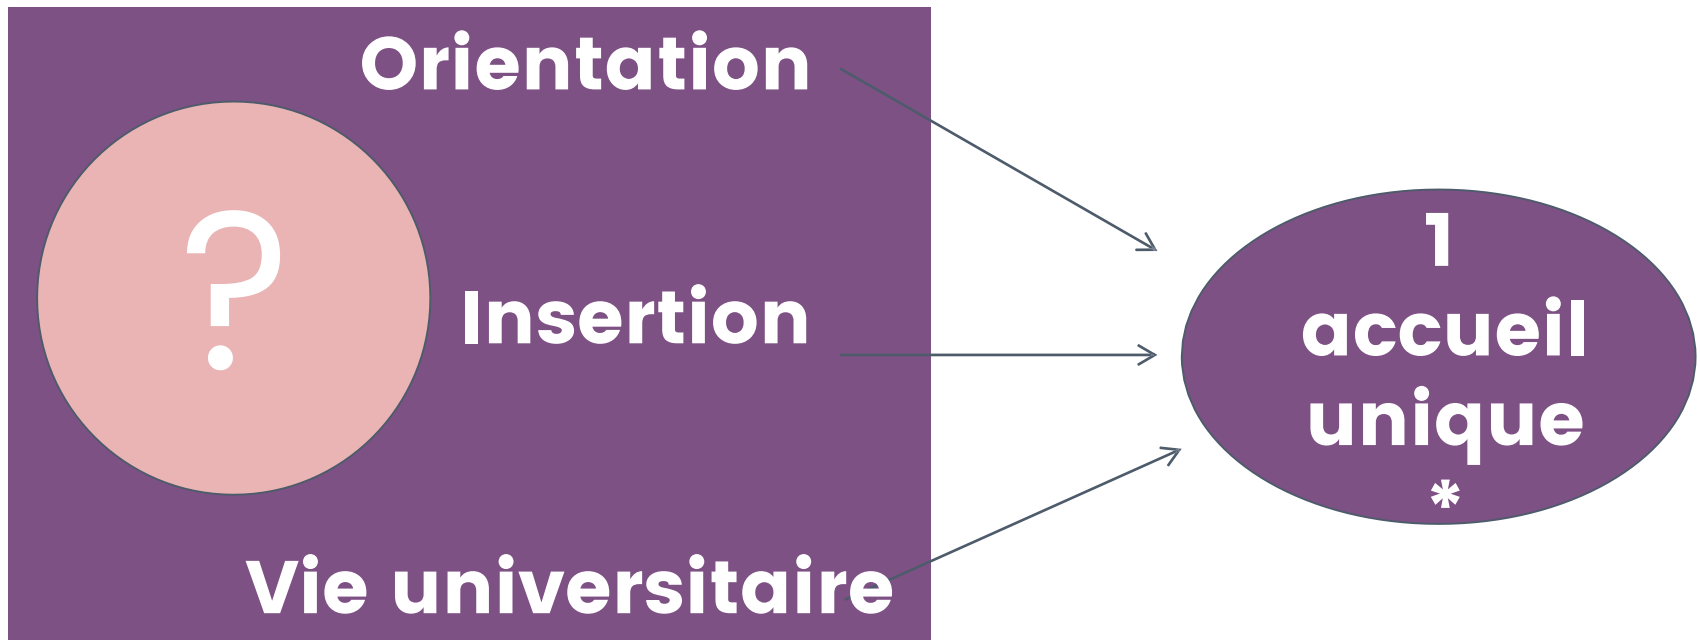 Orientation
?
Insertion
Vie universitaire
1
accueil
unique
*